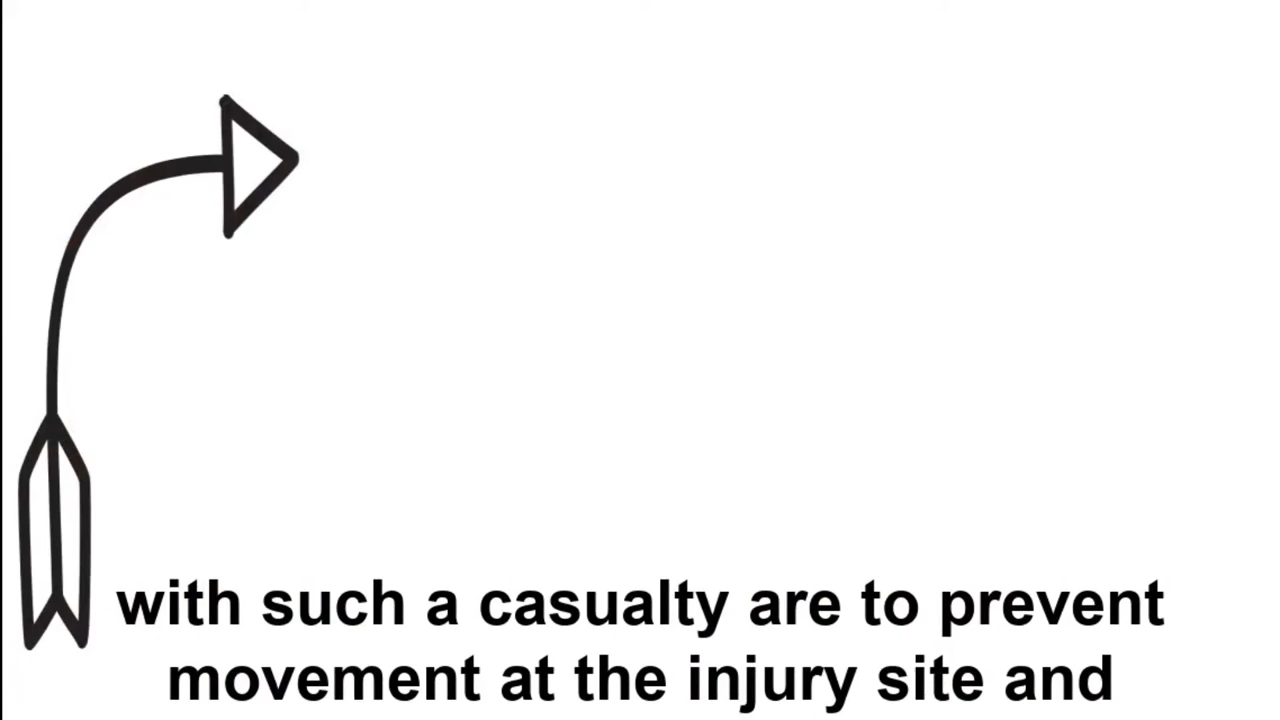 with such a casualty are to prevent
movement at the injury site and